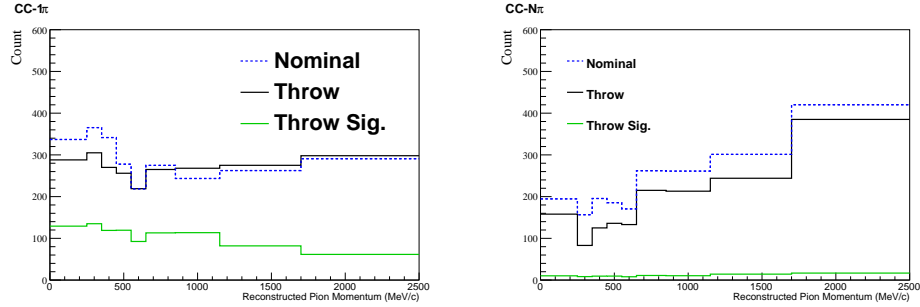 CC-1π
Count
600
500
400
300
200
100
0
Nominal
Throw
Throw Sig.
0 500 1000 1500 2000 2500
Reconstructed Pion Momentum (MeV/c)
CC-Nπ
Count
600
500
400
300
200
100
0
Nominal
Throw
Throw Sig.
0 500 1000 1500 2000 2500
Reconstructed Pion Momentum (MeV/c)